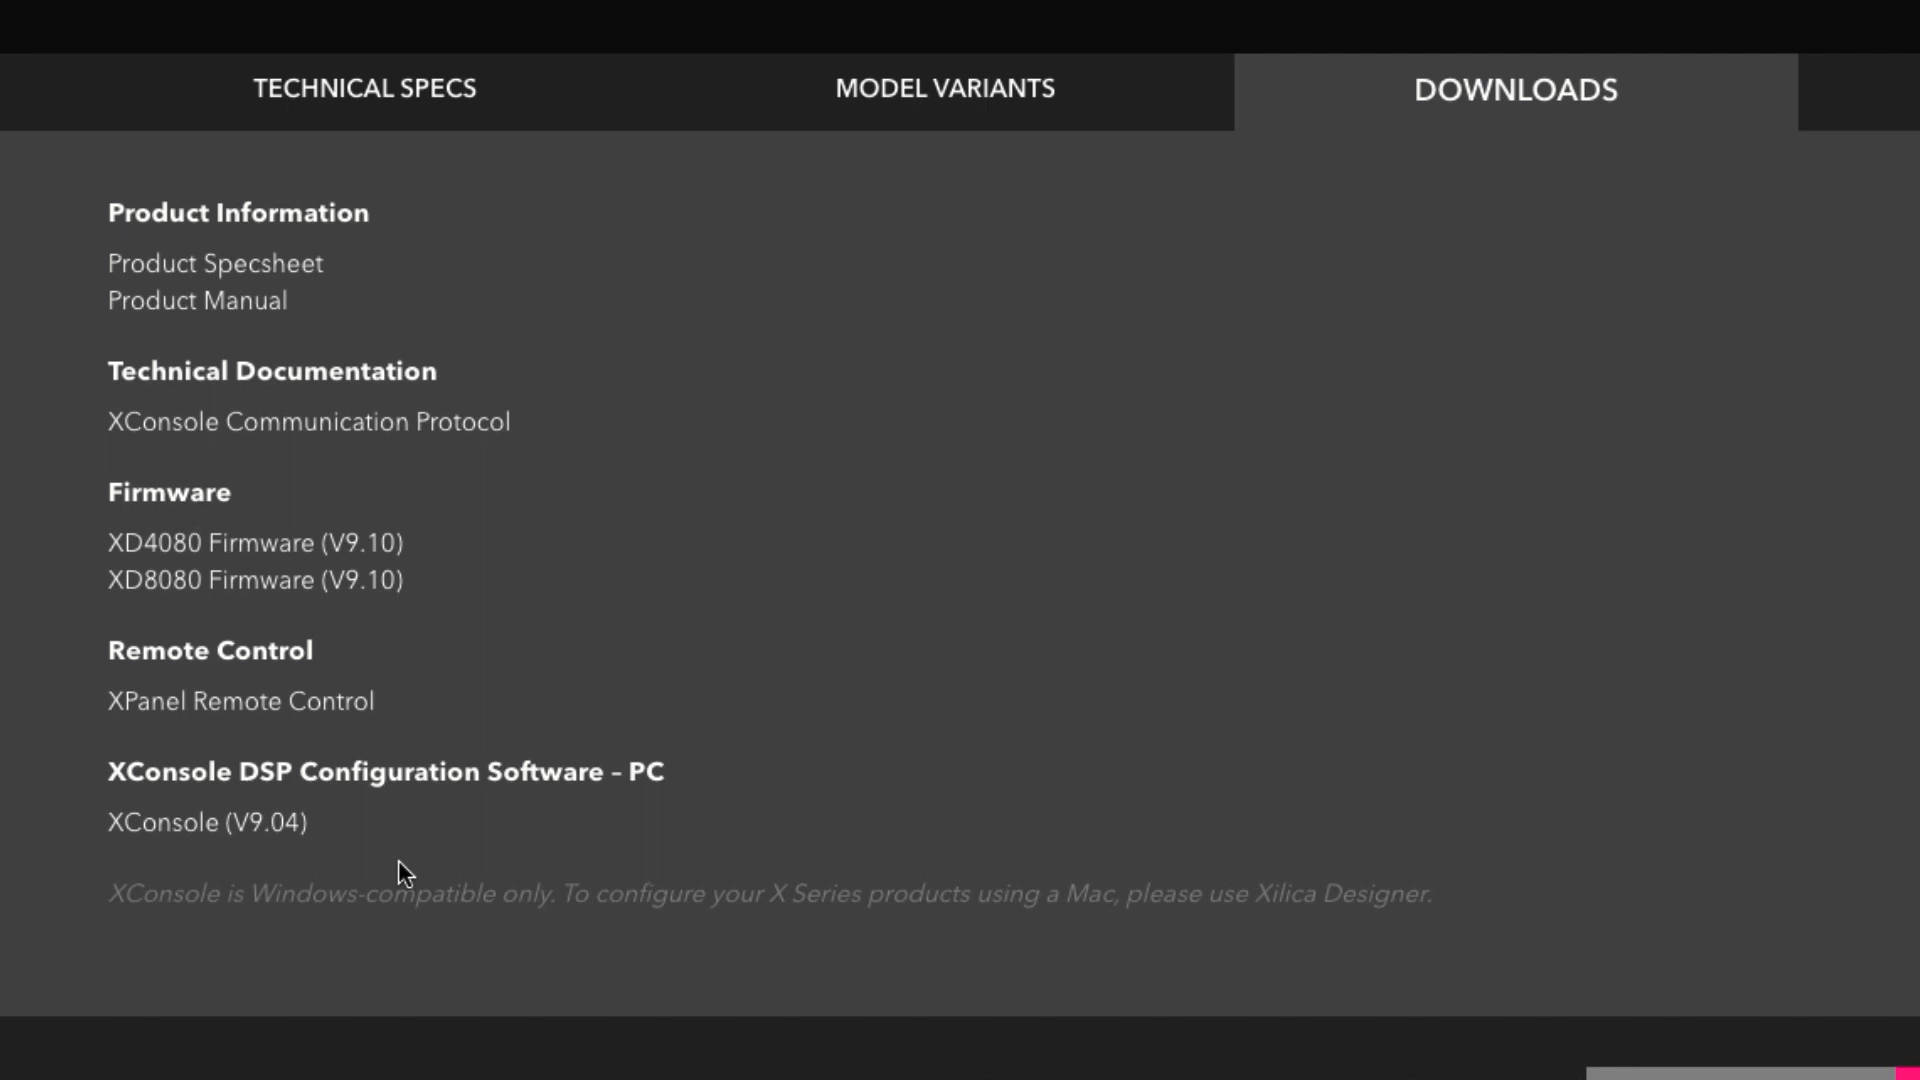 TECHNICAL SPECS
MODEL VARIANTS
DOWNLOADS
Product Information
Product Specsheet
Product Manual
Technical Documentation
XConsole Communication Protocol
Firmware
XD4080 Firmware (V9.10)
XD8080 Firmware (V9.10)
Remote Control
XPanel Remote Control
XConsole DSP Configuration Software – PC
XConsole (V9.04)
XConsole is Windows-compatible only. To configure your X Series products using a Mac, please use Xilica Designer.